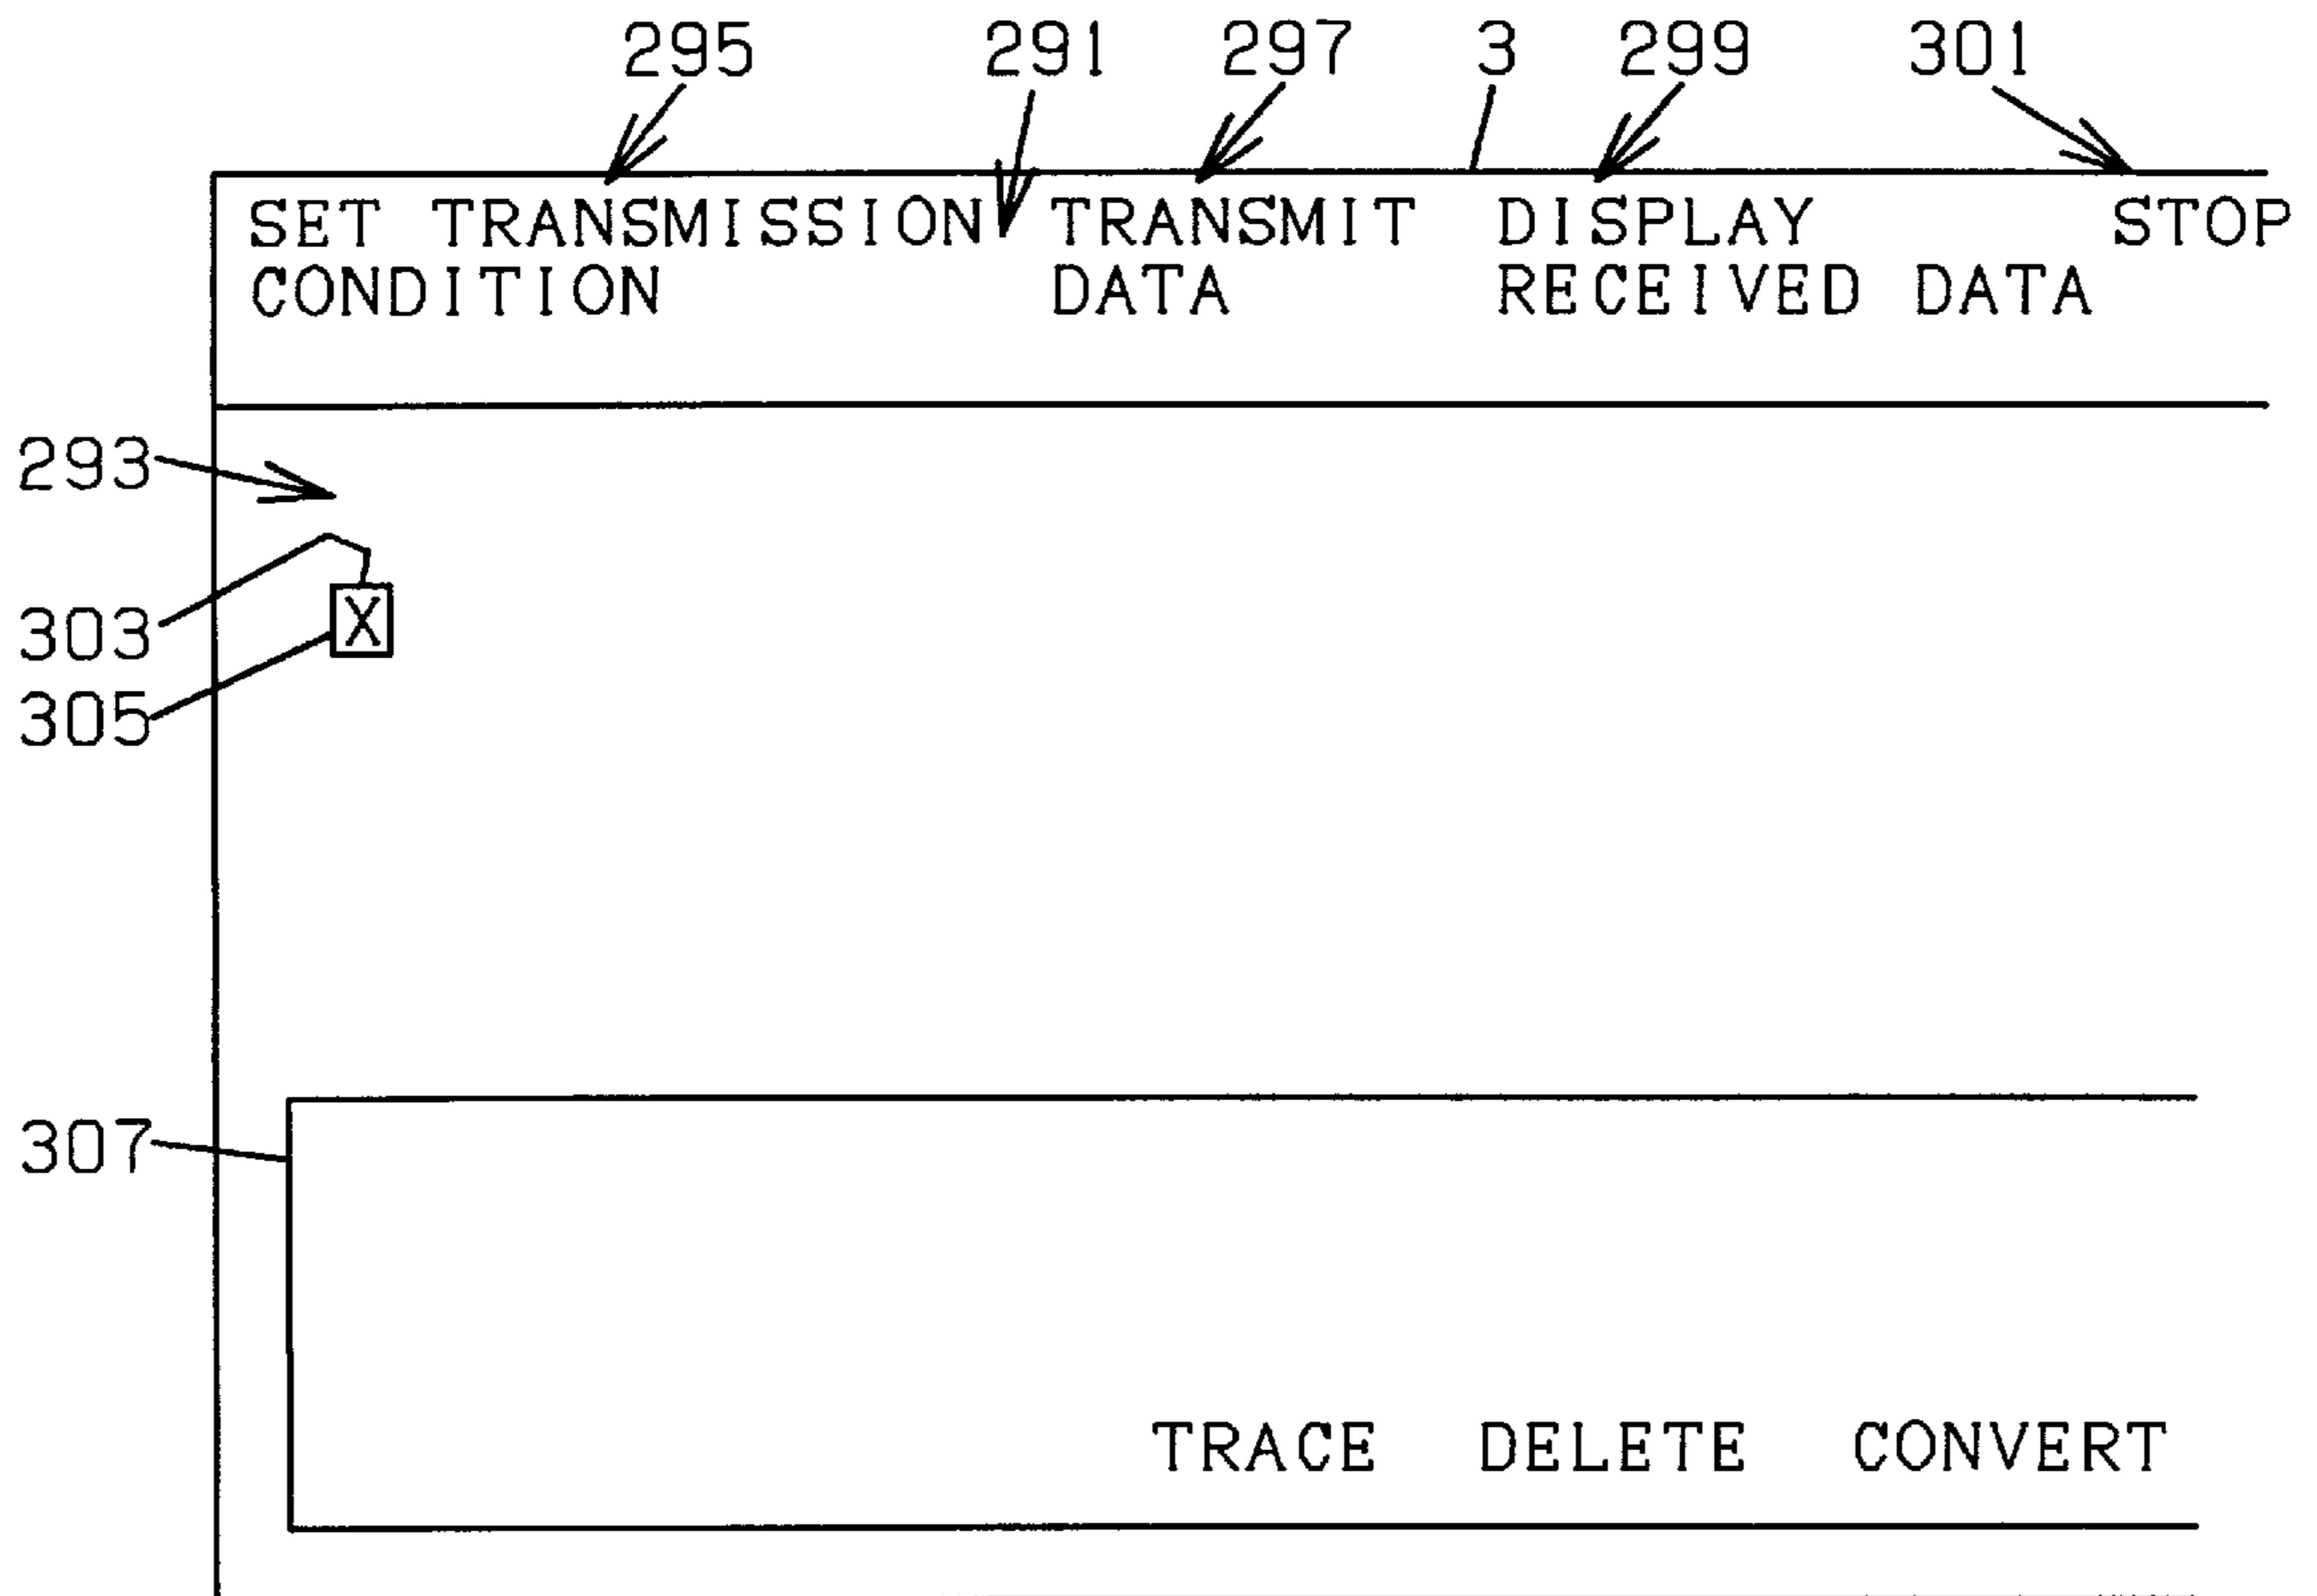 295 291 297 3 299 301
SET TRANSMISSION TRANSMIT DISPLAY STOP
CONDITION DATA RECEIVED DATA
293
303
X
305
307
TRACE DELETE CONVERT